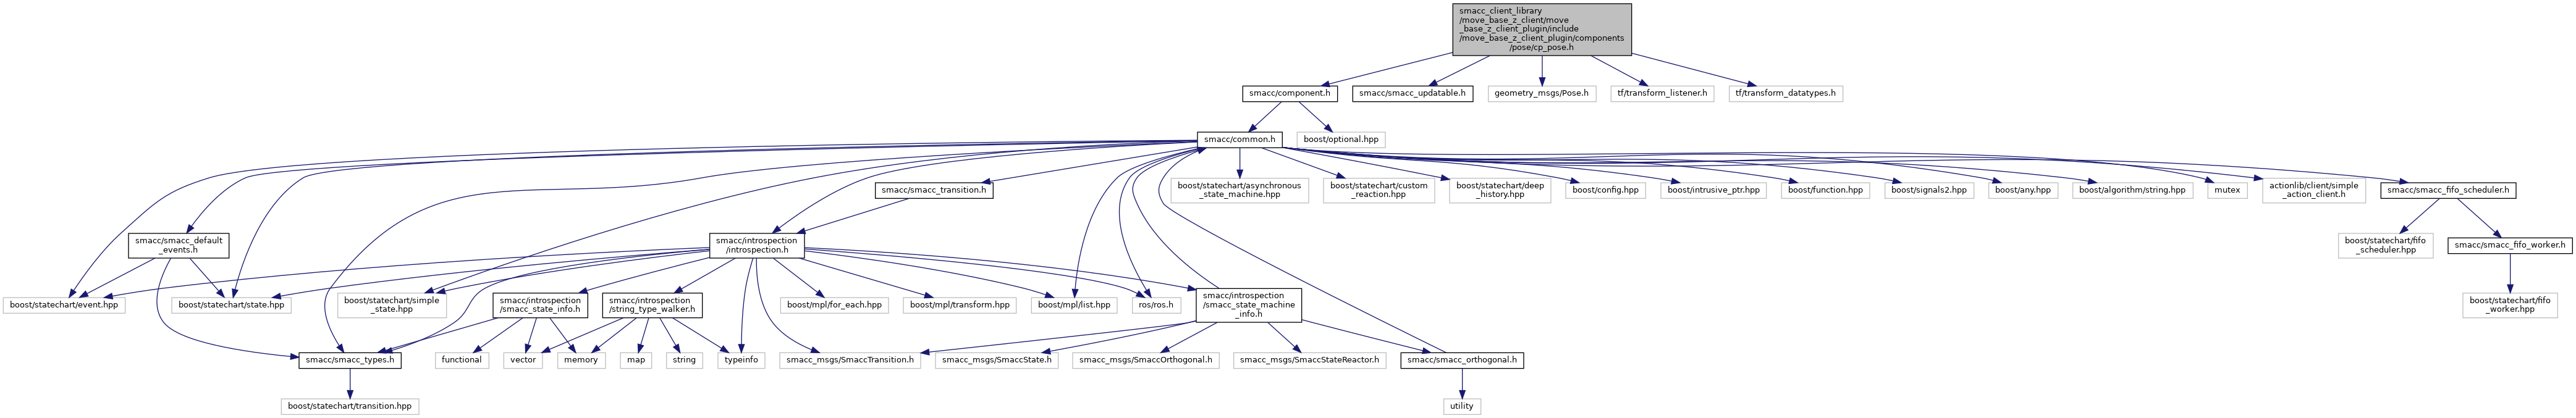 smacc_client_library
/move_base_z_client/move
_base_z_client_plugin/include
/move_base_z_client_plugin/components
/pose/cp_pose.h
smacc/component.h
smacc/smacc_updatable.h
geometry_msgs/Pose.h
tf/transform_listener.h
tf/transform_datatypes.h
smacc/common.h
boost/optional.hpp
smacc/smacc_transition.h
boost/statechart/asynchronous
_state_machine.hpp
boost/statechart/custom
_reaction.hpp
boost/statechart/deep
_history.hpp
boost/config.hpp
boost/intrusive_ptr.hpp
boost/function.hpp
boost/signals2.hpp
boost/any.hpp
boost/algorithm/string.hpp
mutex
actionlib/client/simple
_action_client.h
smacc/smacc_fifo_scheduler.h
smacc/smacc_default
_events.h
smacc/introspection
/introspection.h
boost/statechart/fifo
_scheduler.hpp
smacc/smacc_fifo_worker.h
boost/statechart/event.hpp
boost/statechart/state.hpp
boost/statechart/simple
_state.hpp
smacc/introspection
/smacc_state_info.h
smacc/introspection
/string_type_walker.h
boost/mpl/for_each.hpp
boost/mpl/transform.hpp
boost/mpl/list.hpp
ros/ros.h
smacc/introspection
/smacc_state_machine
_info.h
boost/statechart/fifo
_worker.hpp
smacc/smacc_types.h
functional
vector
memory
map
string
typeinfo
smacc_msgs/SmaccTransition.h
smacc_msgs/SmaccState.h
smacc_msgs/SmaccOrthogonal.h
smacc_msgs/SmaccStateReactor.h
smacc/smacc_orthogonal.h
boost/statechart/transition.hpp
utility